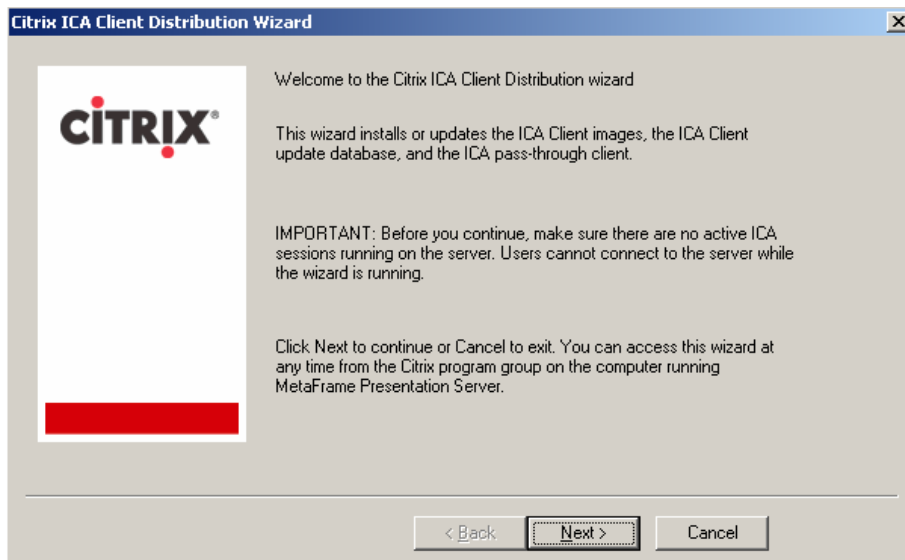 Citrix ICA Client Distribution Wizard
CİTRIX®
Welcome to the Citrix ICA Client Distribution wizard
This wizard installs or updates the ICA Client images, the ICA Client
update database, and the ICA pass-through client.
IMPORTANT: Before you continue, make sure there are no active ICA
sessions running on the server. Users cannot connect to the server while
the wizard is running.
Click Next to continue or Cancel to exit. You can access this wizard at
any time from the Citrix program group on the computer running
MetaFrame Presentation Server.
< Back
Next >
Cancel